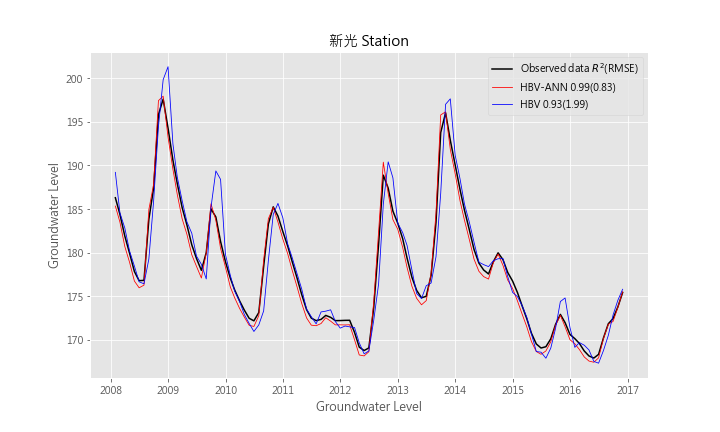 新光 Station
Observed data R²(RMSE)
HBV-ANN 0.99(0.83)
HBV 0.93(1.99)
Groundwater Level
200
195
190
185
180
175
170
2008 2009 2010 2011 2012 2013 2014 2015 2016 2017
Groundwater Level